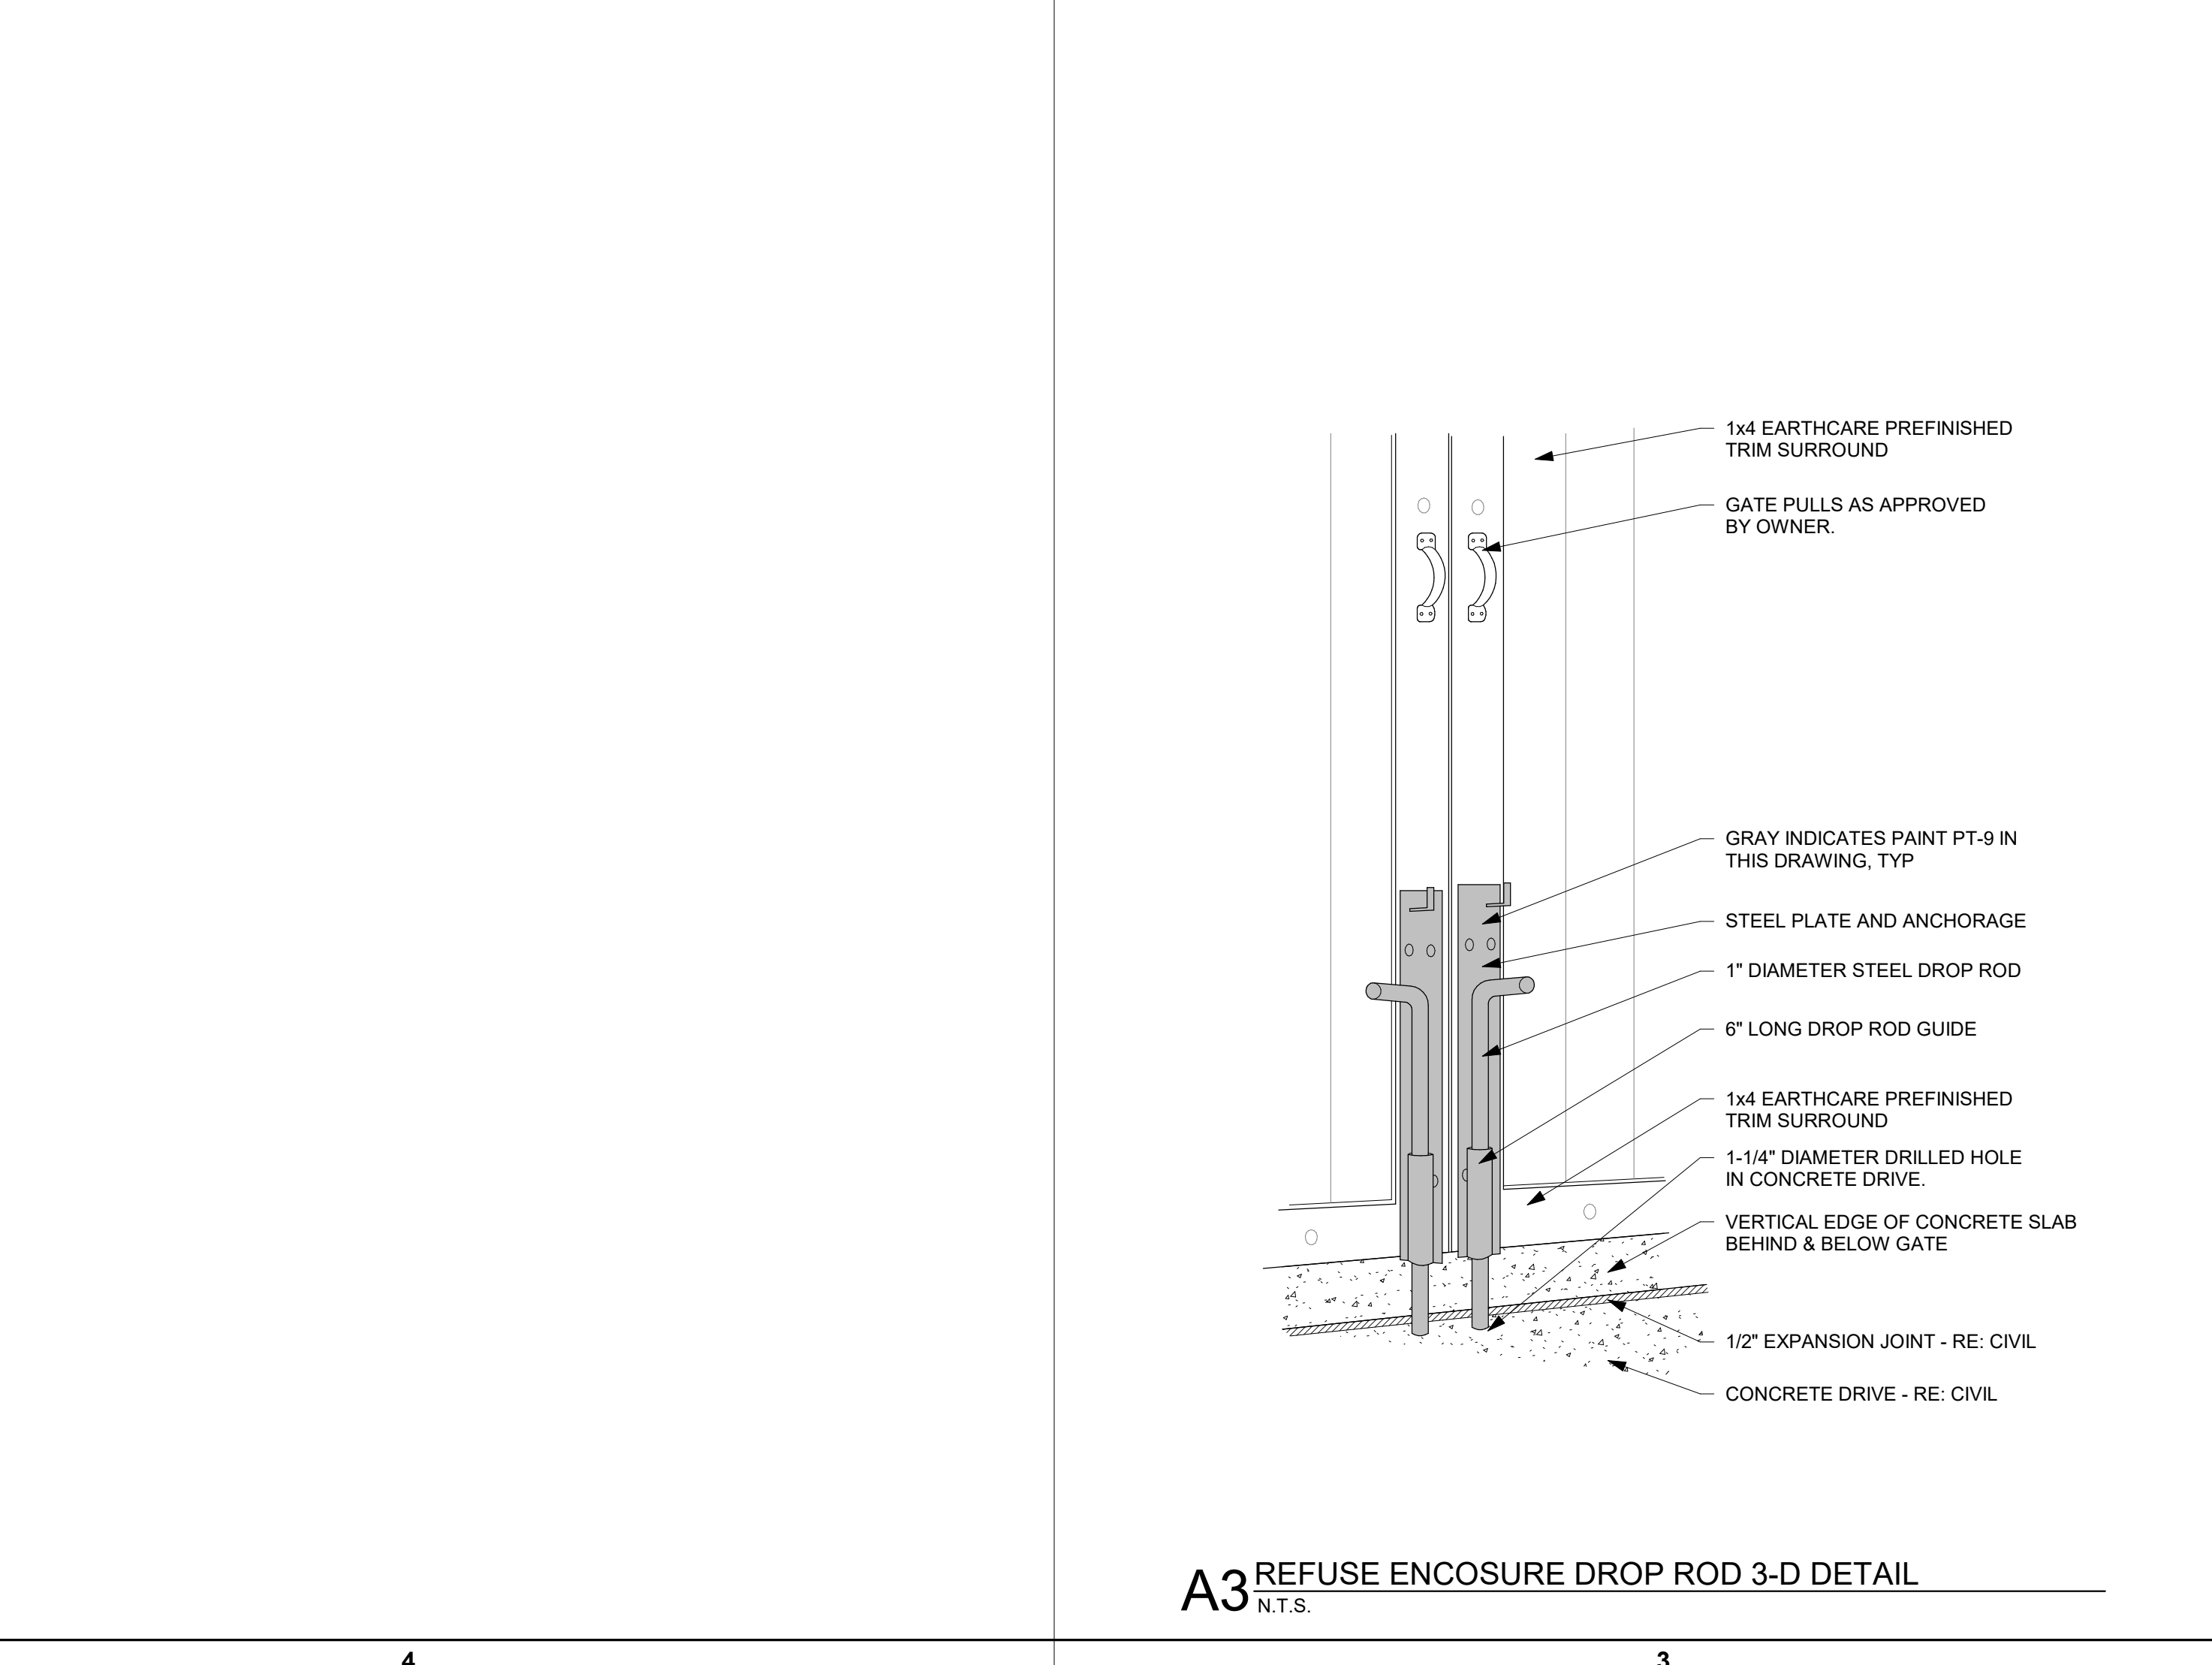 1x4 EARTHCARE PREFINISHED
TRIM SURROUND
GATE PULLS AS APPROVED
BY OWNER.
GRAY INDICATES PAINT PT-9 IN
THIS DRAWING, TYP
STEEL PLATE AND ANCHORAGE
1" DIAMETER STEEL DROP ROD
6" LONG DROP ROD GUIDE
1x4 EARTHCARE PREFINISHED
TRIM SURROUND
1-1/4" DIAMETER DRILLED HOLE
IN CONCRETE DRIVE.
VERTICAL EDGE OF CONCRETE SLAB
BEHIND & BELOW GATE
1/2" EXPANSION JOINT - RE: CIVIL
CONCRETE DRIVE - RE: CIVIL
A3 REFUSE ENCOSURE DROP ROD 3-D DETAIL
N.T.S.
4 3